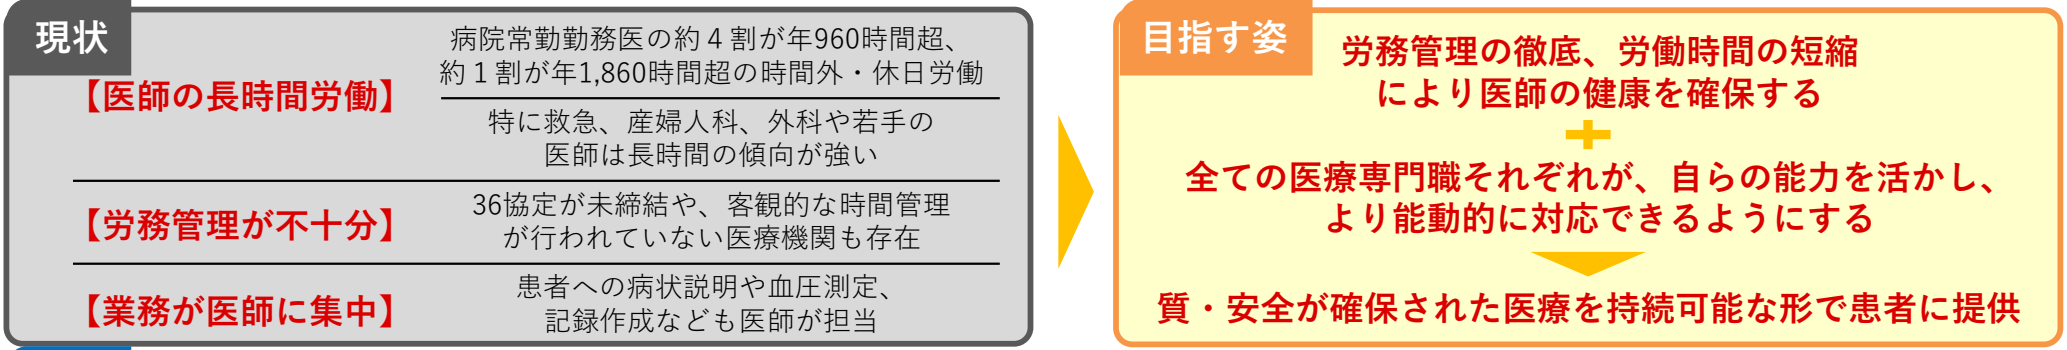 現状
【医師の長時間労働】
病院常勤勤務医の約４割が年960時間超、
約１割が年1,860時間超の時間外・休日労働
特に救急、産婦人科、外科や若手の
医師は長時間の傾向が強い
【労務管理が不十分】
36協定が未締結や、客観的な時間管理
が行われていない医療機関も存在
【業務が医師に集中】
患者への病状説明や血圧測定、
記録作成なども医師が担当
目指す姿
労務管理の徹底、労働時間の短縮
により医師の健康を確保する
全ての医療専門職それぞれが、自らの能力を活かし、
より能動的に対応できるようにする
質・安全が確保された医療を持続可能な形で患者に提供